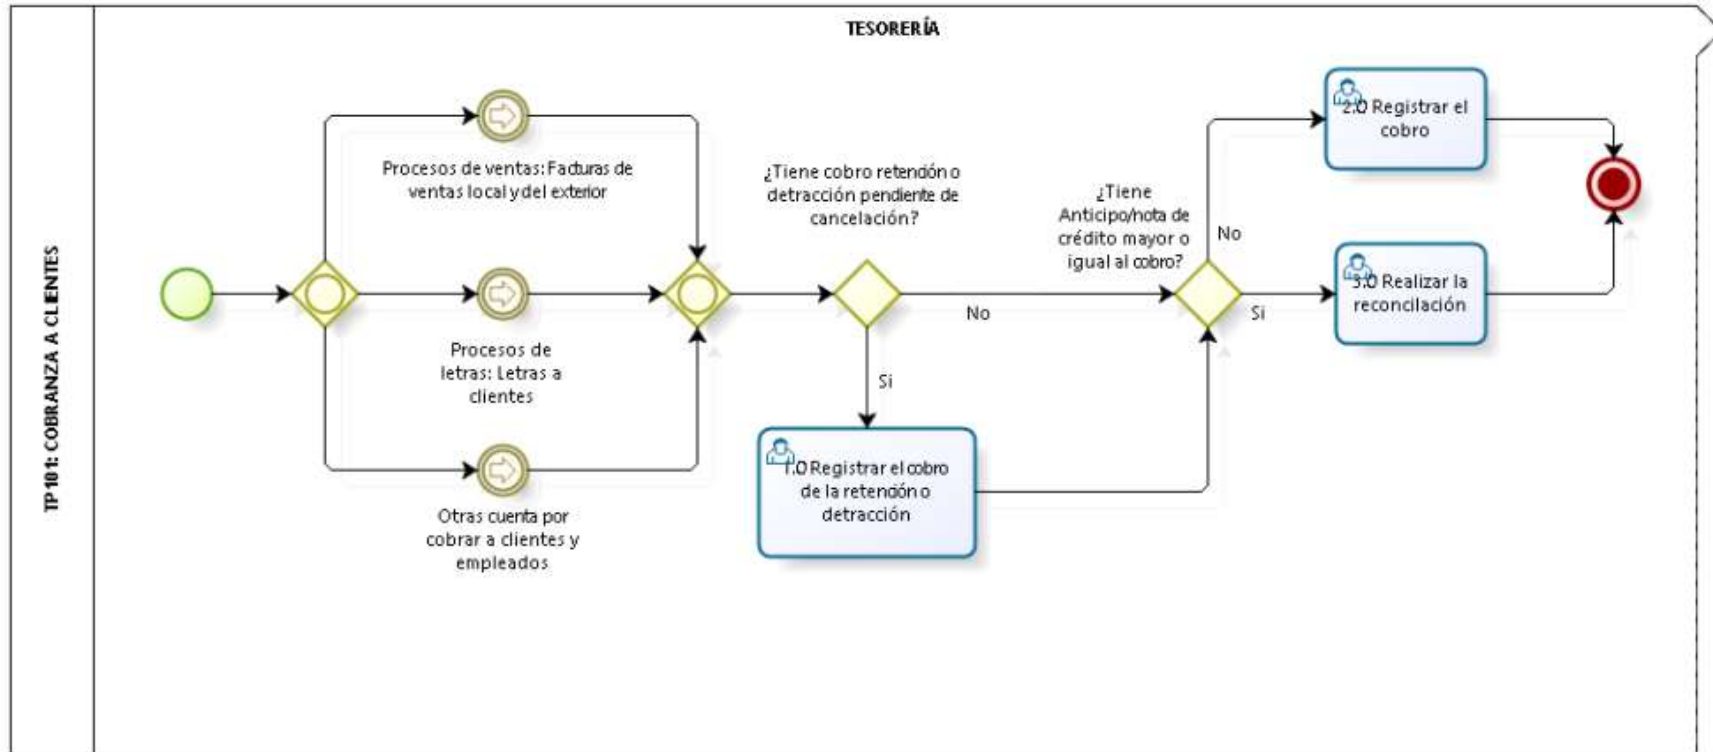 TESORERÍA
TP101: COBRANZA A CLIENTES
Procesos de ventas: Facturas de
ventas local y del exterior
Procesos de
letras: Letras a
clientes
Otras cuenta por
cobrar a clientes y
empleados
¿Tiene cobro retención o
detracción pendiente de
cancelación?
No
Si
1.0 Registrar el cobro
de la retención o
detracción
¿Tiene
Anticipo/nota de
crédito mayor o
igual al cobro?
No
Si
2.0 Registrar el
cobro
3.0 Realizar la
reconcilación